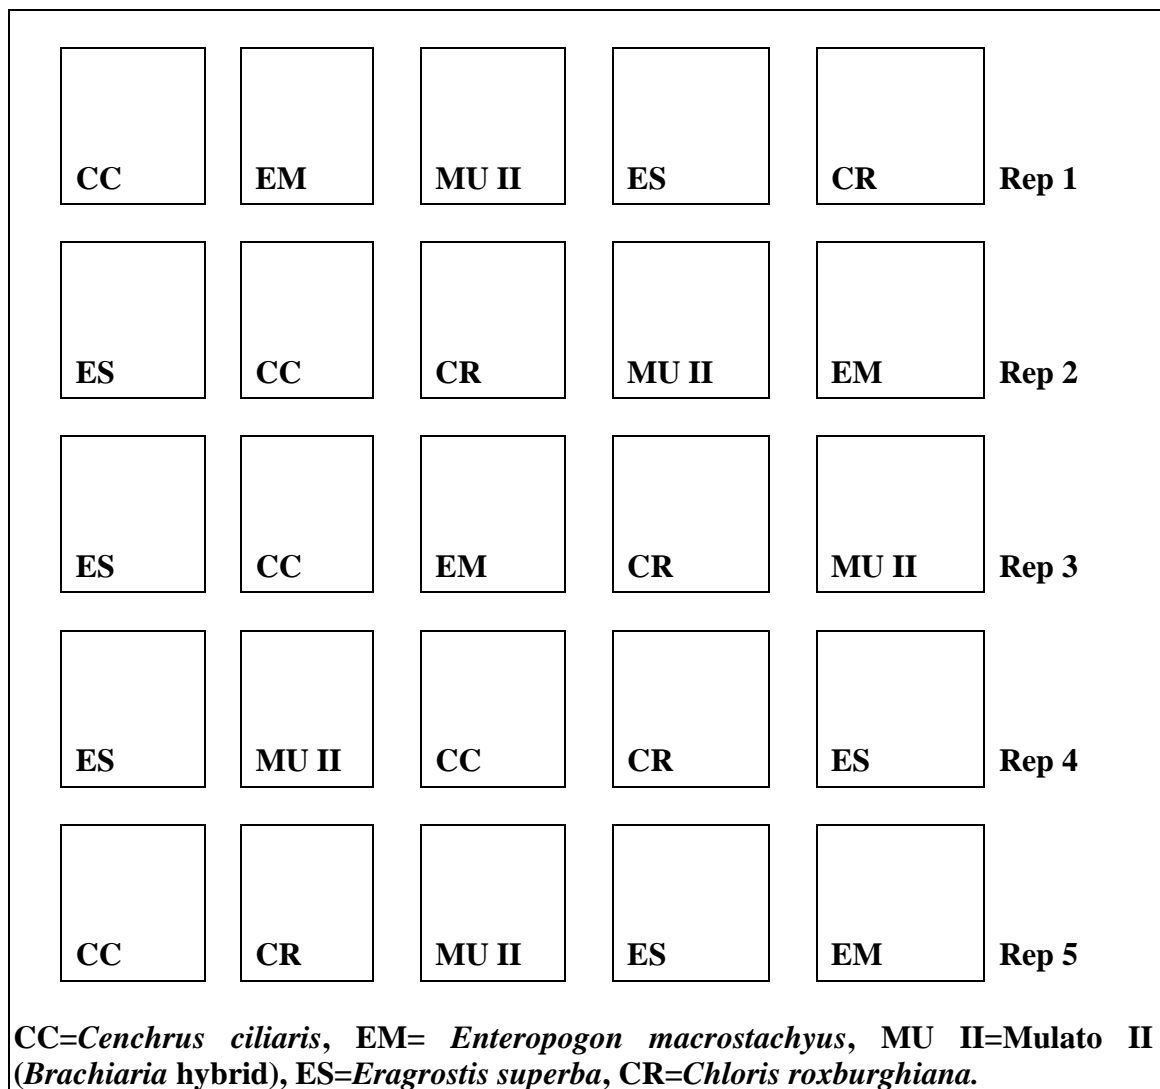 CC EM MU II ES CR Rep 1
ES CC CR MU II EM Rep 2
ES CC EM CR MU II Rep 3
ES MU II CC CR ES Rep 4
CC CR MU II ES EM Rep 5
CC=Cenchrus ciliaris, EM= Enteropogon macrostachyus, MU II=Mulato II
(Brachiaria hybrid), ES=Eragrostis superba, CR=Chloris roxburghiana.